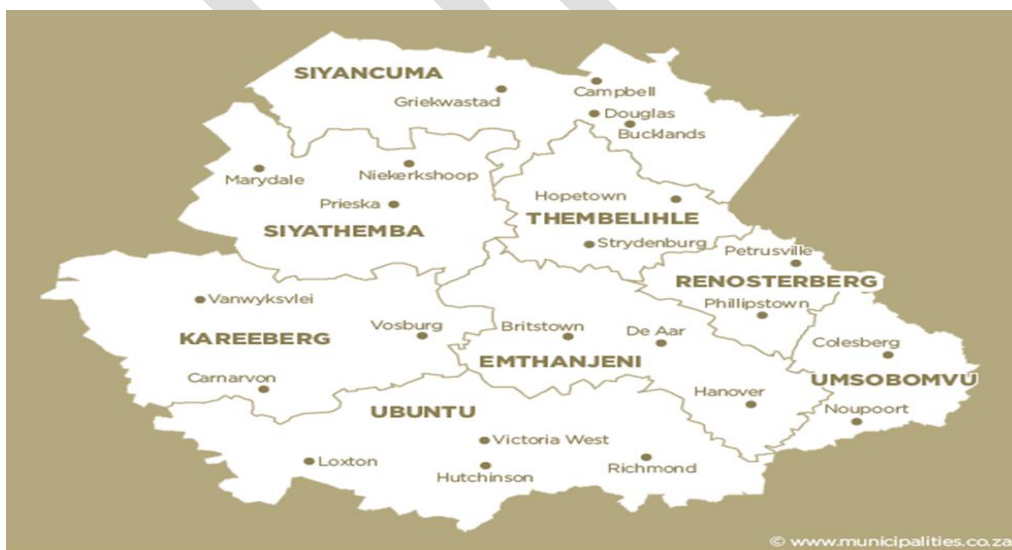 SIYANCUMA
Griekwastad
Campbell
Douglas
Bucklands
Marydale
Niekerkshoop
Prieska
SIYATHEMBA
Hopetown
THEMBELIHLE
Strydenburg
Petrusville
RENOSTERBERG
Phillipstown
Vanwyksvlei
KAREEBERG
Vosburg
Carnarvon
Britstown
De Aar
EMTHANJENI
Hanover
Colesberg
UMSOBOMVU
Noupoort
UBUNTU
Victoria West
Loxton
Hutchinson
Richmond
© www.municipalities.co.za